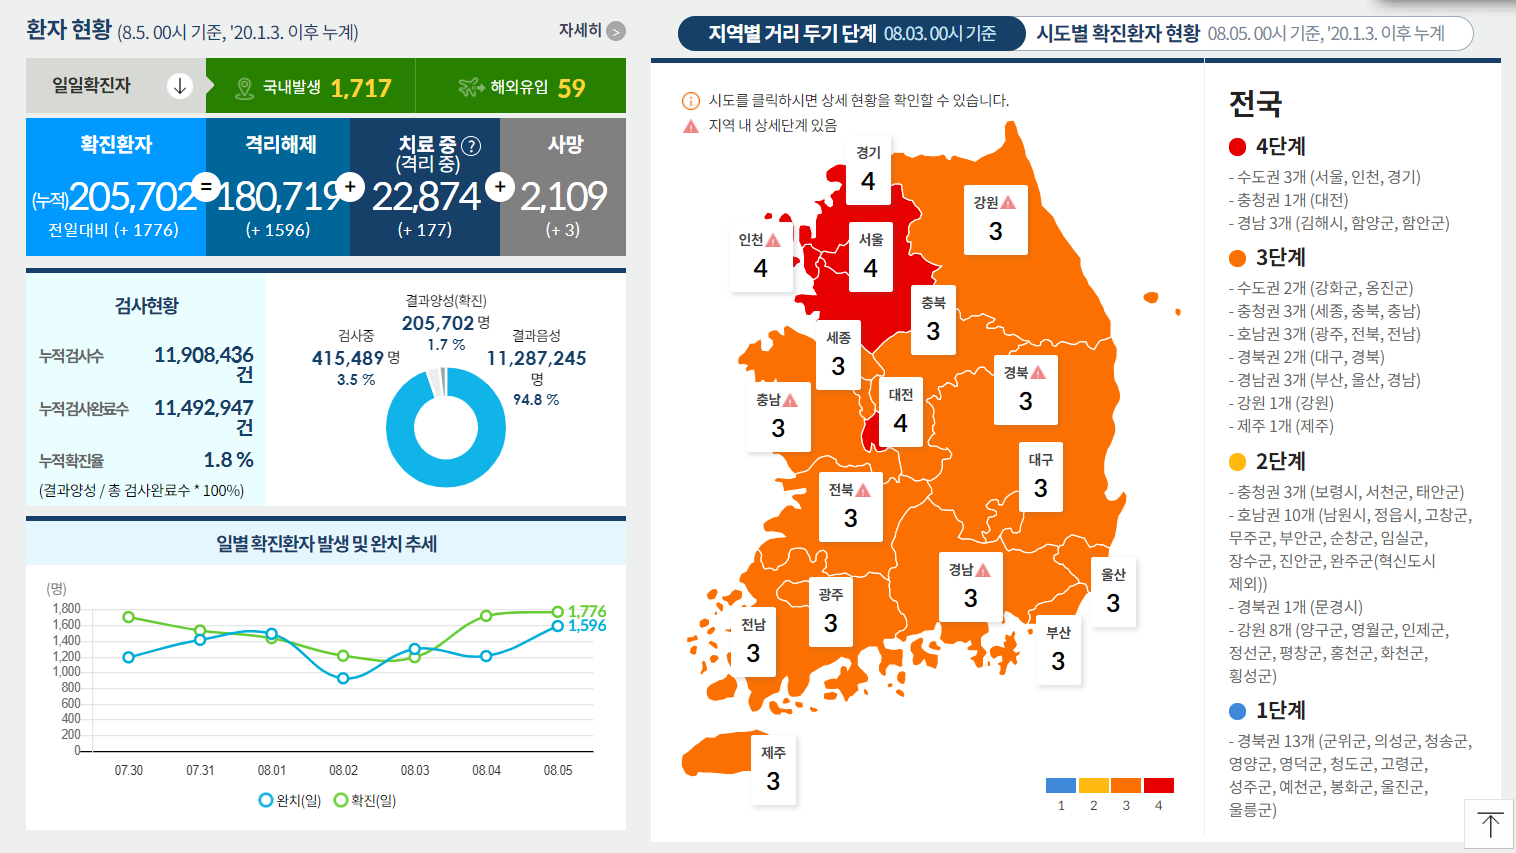 환자 현황 (8.5. 00시 기준, '20.1.3. 이후 누계)
자세히 >
일일확진자
국내발생 1,717
해외유입 59
확진환자
(누적)205,702
전일대비 (+ 1776)
=
격리해제
180,719
(+ 1596)
+
치료 중 ?
(격리 중)
22,874
(+ 177)
+
사망
2,109
(+ 3)
검사현황
누적검사수 11,908,436
건
누적검사완료수 11,492,947
건
누적확진율 1.8 %
(결과양성 / 총 검사완료수 * 100%)
결과양성(확진)
205,702 명
1.7 %
검사중
415,489 명
3.5 %
결과음성
11,287,245
명
94.8 %
일별 확진환자 발생 및 완치 추세
(명)
1,800
1,600
1,400
1,200
1,000
800
600
400
200
0
1,776
1,596
07.30 07.31 08.01 08.02 08.03 08.04 08.05
완치(일) 확진(일)
지역별 거리 두기 단계 08.03. 00시 기준
시도별 확진환자 현황 08.05. 00시 기준, '20.1.3. 이후 누계
시도를 클릭하시면 상세 현황을 확인할 수 있습니다.
지역 내 상세단계 있음
경기
4
강원
3
인천
4
서울
4
충북
3
세종
3
경북
3
충남
3
대전
4
대구
3
전북
3
경남
3
울산
3
광주
3
전남
3
부산
3
제주
3
1 2 3 4
전국
4단계
- 수도권 3개 (서울, 인천, 경기)
- 충청권 1개 (대전)
- 경남 3개 (김해시, 함양군, 함안군)
3단계
- 수도권 2개 (강화군, 옹진군)
- 충청권 3개 (세종, 충북, 충남)
- 호남권 3개 (광주, 전북, 전남)
- 경북권 2개 (대구, 경북)
- 경남권 3개 (부산, 울산, 경남)
- 강원 1개 (강원)
- 제주 1개 (제주)
2단계
- 충청권 3개 (보령시, 서천군, 태안군)
- 호남권 10개 (남원시, 정읍시, 고창군,
무주군, 부안군, 순창군, 임실군,
장수군, 진안군, 완주군(혁신도시
제외))
- 경북권 1개 (문경시)
- 강원 8개 (양구군, 영월군, 인제군,
정선군, 평창군, 홍천군, 화천군,
횡성군)
1단계
- 경북권 13개 (군위군, 의성군, 청송군,
영양군, 영덕군, 청도군, 고령군,
성주군, 예천군, 봉화군, 울진군,
울릉군)